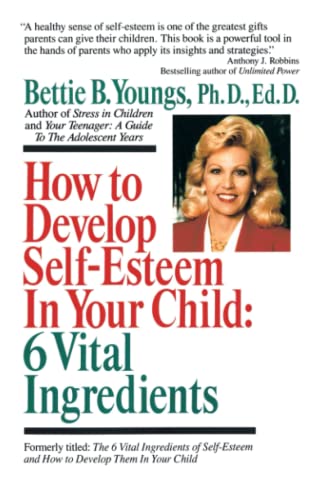 "A healthy sense of self-esteem is one of the greatest gifts
parents can give their children. This book is a powerful tool in
the hands of parents who apply its insights and strategies."
Anthony J. Robbins
Bestselling author of Unlimited Power
Bettie B. Youngs, Ph.D., Ed.D.
Author of Stress in Children
and Your Teenager: A Guide
To The Adolescent Years
How to
Develop
Self-Esteem
In Your Child:
6 Vital
Ingredients
Formerly titled: The 6 Vital Ingredients of Self-Esteem
and How to Develop Them In Your Child